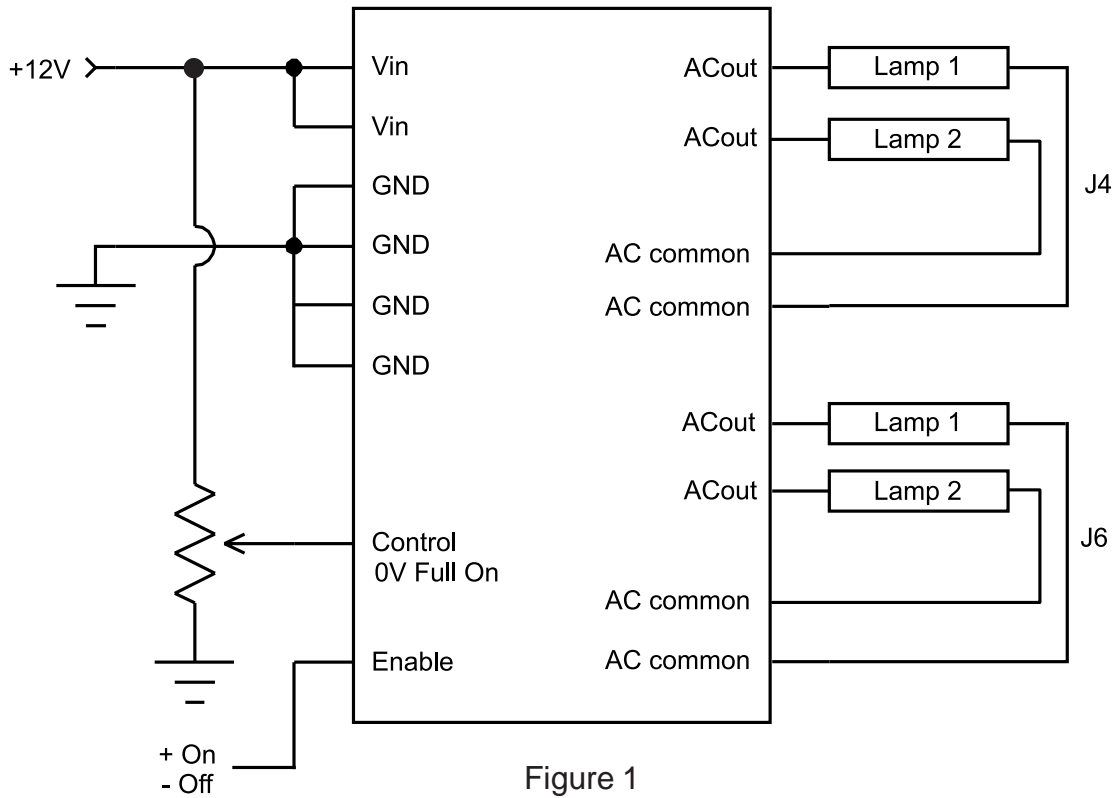 +12V
Vin
Vin
GND
GND
GND
GND
Control
0V Full On
Enable
+ On
- Off
ACout
Lamp 1
ACout
Lamp 2
J4
AC common
AC common
ACout
Lamp 1
ACout
Lamp 2
J6
AC common
AC common
Figure 1